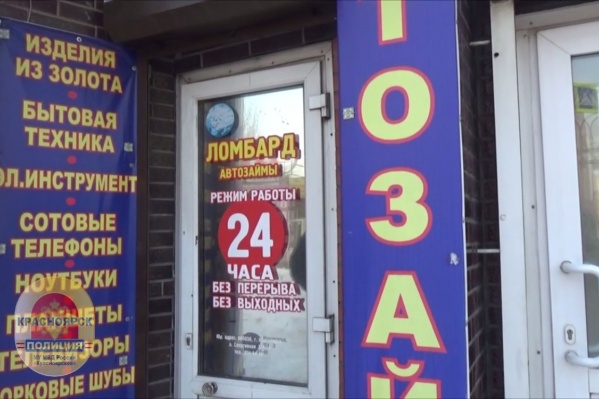 ИЗДЕЛИЯ
ИЗ ЗОЛОТА
БЫТОВАЯ
ТЕХНИКА
ЭЛ.ИНСТРУМЕНТ
СОТОВЫЕ
ТЕЛЕФОНЫ
НОУТБУКИ
КРАСНОЯРСК
ПОЛИЦИЯ
ЛОМБАРД
АВТОЗАЙМЫ
РЕЖИМ РАБОТЫ
24
ЧАСА
БЕЗ ПЕРЕРЫВА
БЕЗ ВЫХОДНЫХ
Т
О
З
А
Й